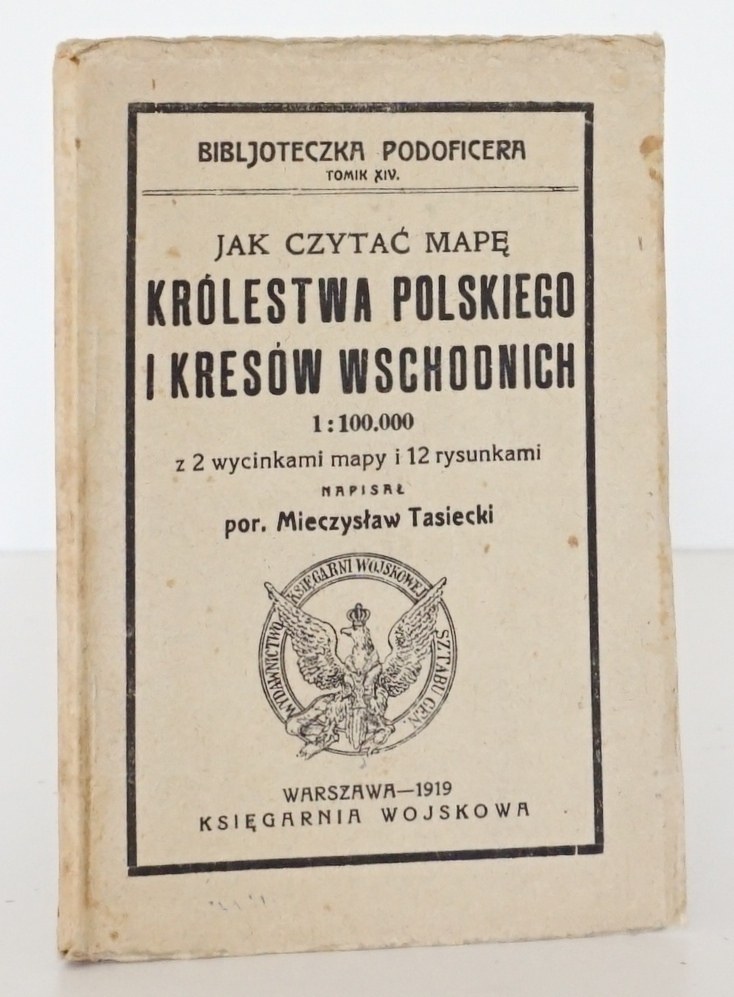 BIBLJOTECZKA PODOFICERA
TOMIK XIV.
JAK CZYTAĆ MAPĘ
KRÓLESTWA POLSKIEGO
I KRESÓW WSCHODNICH
1:100.000
z 2 wycinkami mapy i 12 rysunkami
NAPISAŁ
por. Mieczysław Tasiecki
WYDAWNICTWO KSIĘGARNI WOJSKOWEJ SZTABU GEN.
WARSZAWA—1919
KSIĘGARNIA WOJSKOWA